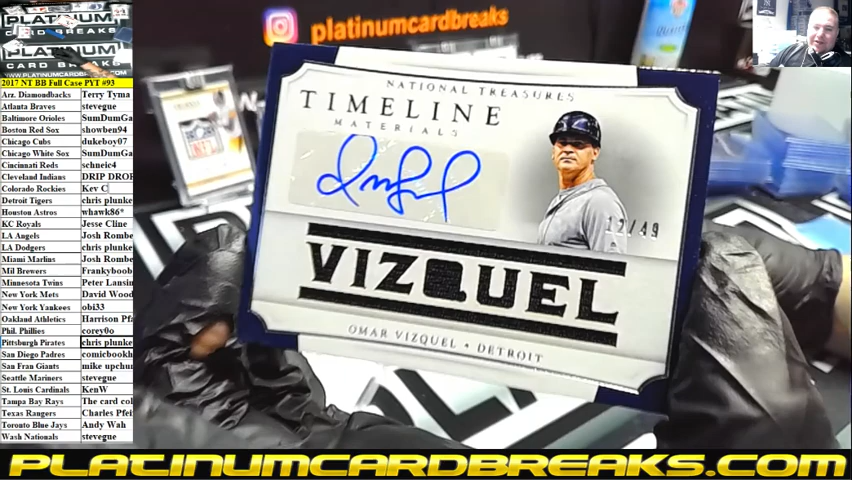 PLATINUM
CARD BREAKS
WWW.PLATINUMCARDBREAKS.COM
2017 NT BB Full Case PYT #93
Arz. Diamondbacks Terry Tyma
Atlanta Braves stevegue
Baltimore Orioles SumDumGa
Boston Red Sox showben94
Chicago Cubs dukeboy07
Chicago White Sox SumDumGa
Cincinnati Reds schneic4
Cleveland Indians DRIP DROP
Colorado Rockies Kev C
Detroit Tigers chris plunke
Houston Astros whawk86*
KC Royals Jesse Cline
LA Angels Josh Rombe
LA Dodgers chris plunke
Miami Marlins Josh Rombe
Mil Brewers Frankyboob
Minnesota Twins Peter Lansin
New York Mets David Wood
New York Yankees obi33
Oakland Athletics Harrison Pfa
Phil. Phillies corey0o
Pittsburgh Pirates chris plunke
San Diego Padres comicbookh
San Fran Giants mike upchur
Seattle Mariners stevegue
St. Louis Cardinals KenW
Tampa Bay Rays The card col
Texas Rangers Charles Pfei
Toronto Blue Jays Andy Wah
Wash Nationals stevegue
platinumcardbreaks
NATIONAL TREASURES
TIMELINE
MATERIALS
12/49
VIZQUEL
OMAR VIZQUEL • DETROIT
PLATINUMCARDBREAKS.COM